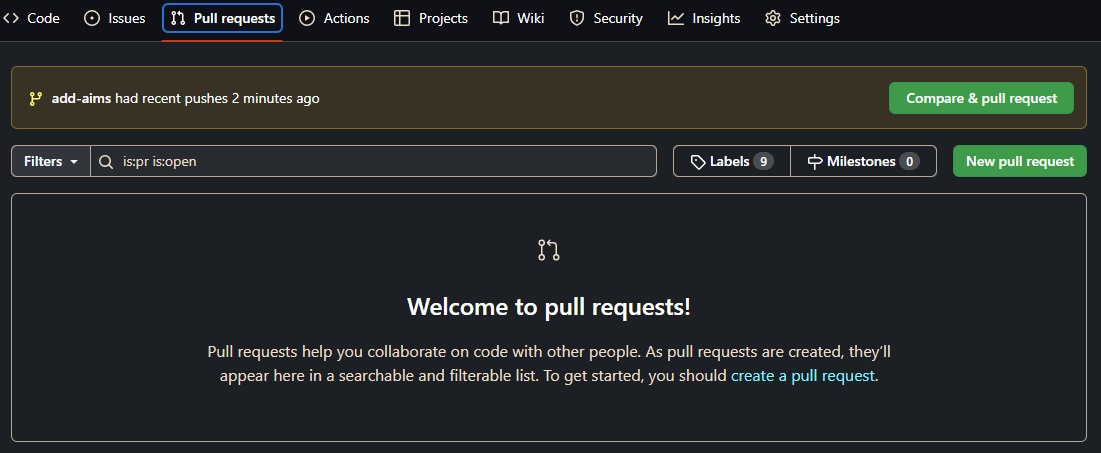 Code Issues Pull requests Actions Projects Wiki Security Insights Settings
add-aims had recent pushes 2 minutes ago Compare & pull request
Filters is:pr is:open Labels 9 Milestones 0 New pull request
Welcome to pull requests!
Pull requests help you collaborate on code with other people. As pull requests are created, they’ll
appear here in a searchable and filterable list. To get started, you should create a pull request.